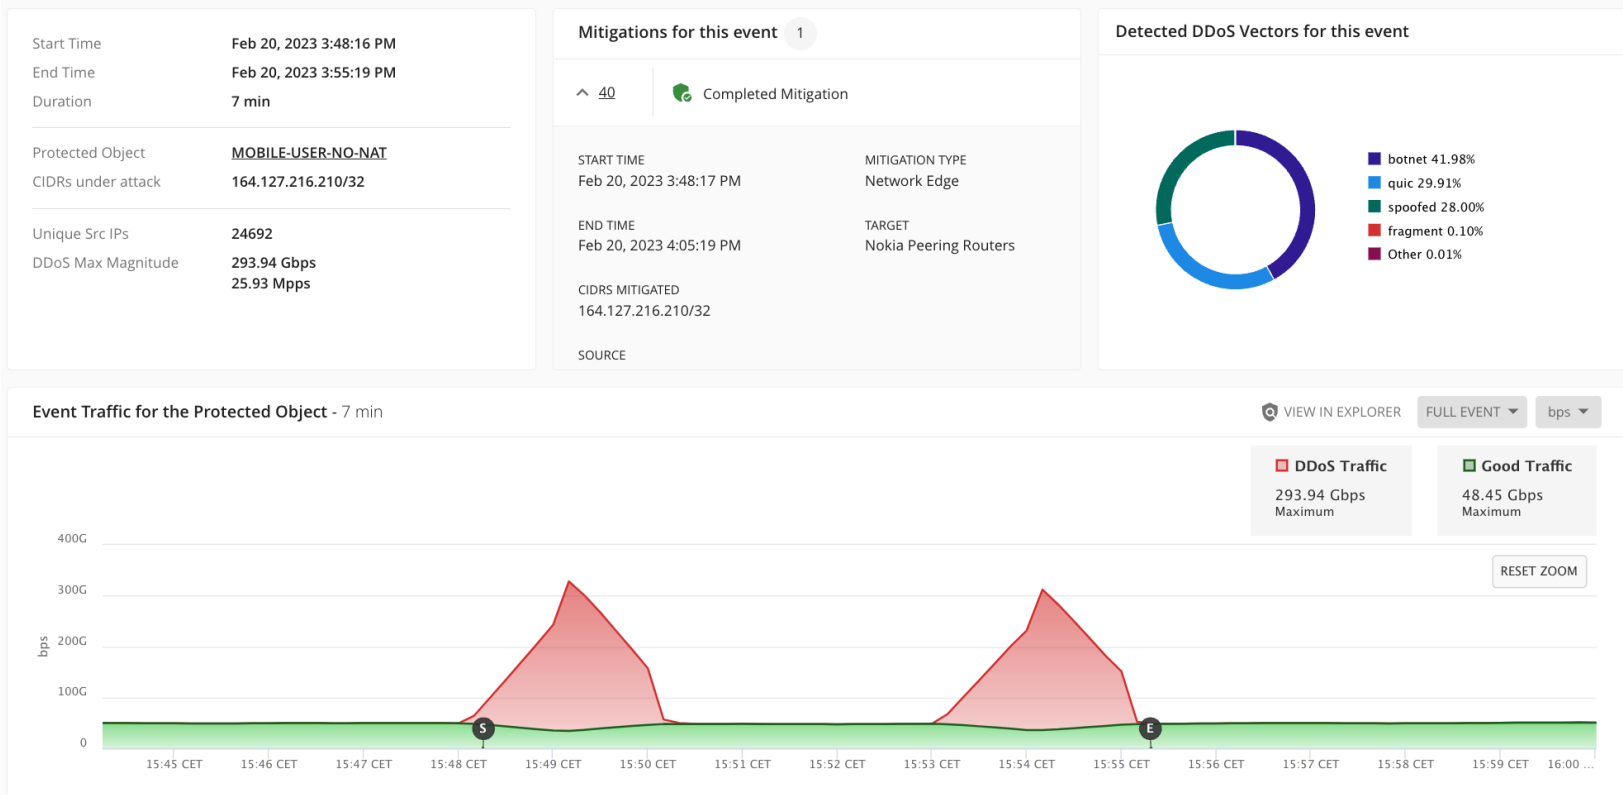 Start Time Feb 20, 2023 3:48:16 PM
End Time Feb 20, 2023 3:55:19 PM
Duration 7 min
Protected Object MOBILE-USER-NO-NAT
CIDRs under attack 164.127.216.210/32
Unique Src IPs 24692
DDoS Max Magnitude 293.94 Gbps
25.93 Mpps
Mitigations for this event 1
40 Completed Mitigation
START TIME
Feb 20, 2023 3:48:17 PM
MITIGATION TYPE
Network Edge
END TIME
Feb 20, 2023 4:05:19 PM
TARGET
Nokia Peering Routers
CIDRS MITIGATED
164.127.216.210/32
SOURCE
Detected DDoS Vectors for this event
botnet 41.98%
quic 29.91%
spoofed 28.00%
fragment 0.10%
Other 0.01%
Event Traffic for the Protected Object - 7 min
VIEW IN EXPLORER
FULL EVENT
bps
DDoS Traffic
293.94 Gbps
Maximum
Good Traffic
48.45 Gbps
Maximum
RESET ZOOM
400G
300G
200G
100G
0
bps
S
E
15:45 CET 15:46 CET 15:47 CET 15:48 CET 15:49 CET 15:50 CET 15:51 CET 15:52 CET 15:53 CET 15:54 CET 15:55 CET 15:56 CET 15:57 CET 15:58 CET 15:59 CET 16:00 ...